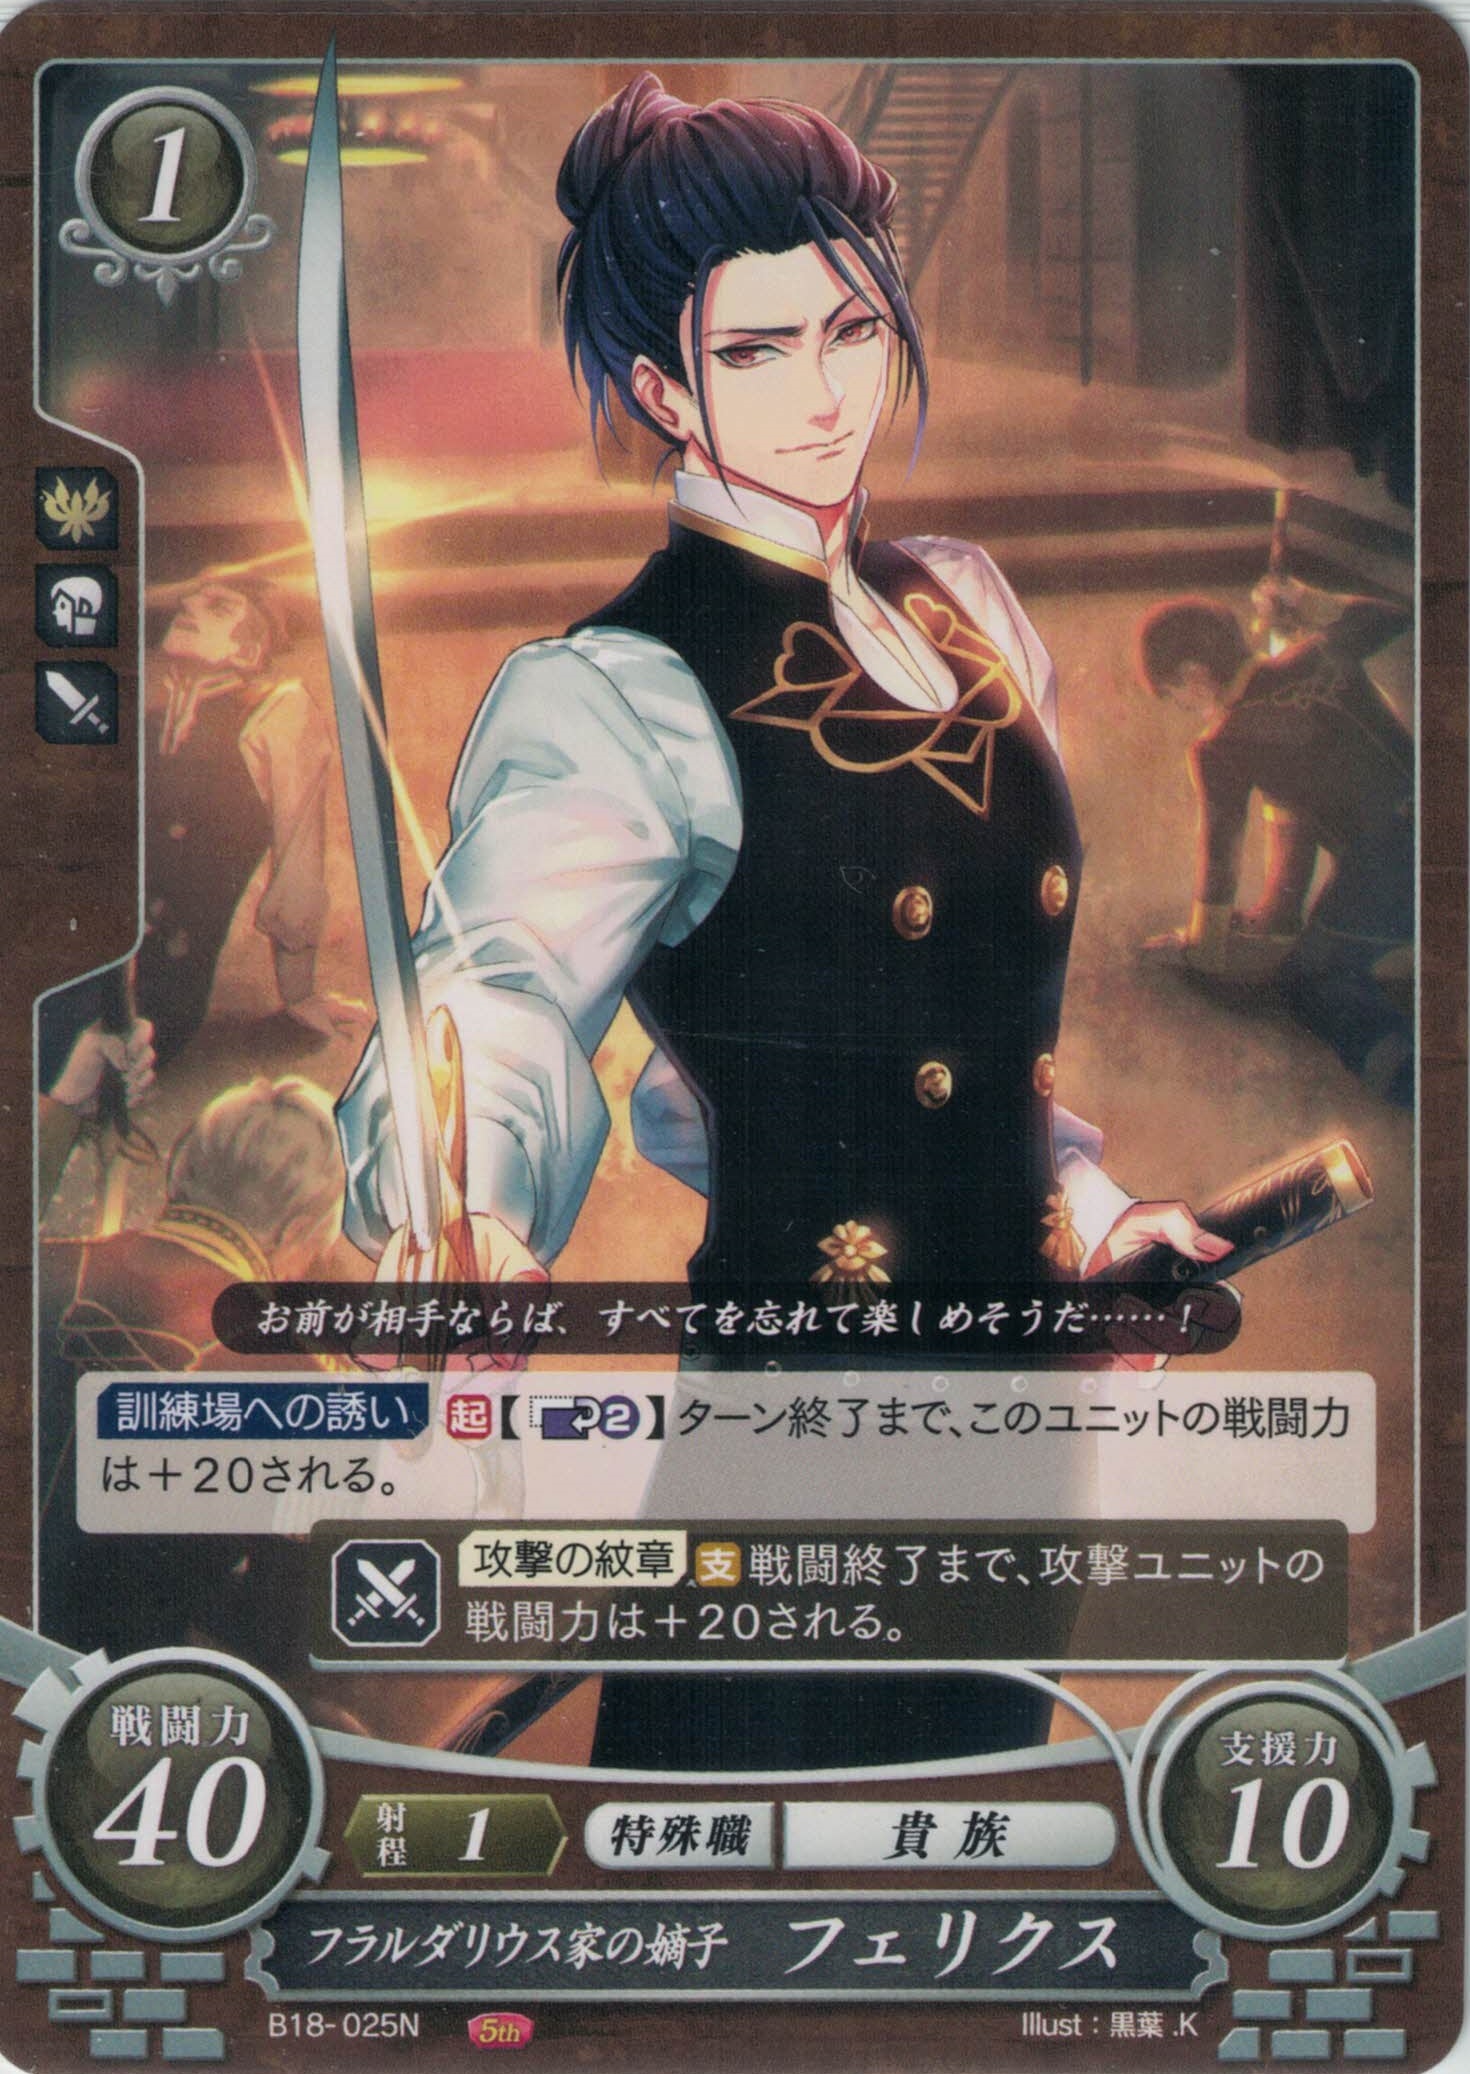 1
お前が相手ならば、すべてを忘れて楽しめそうだ……！
訓練場への誘い 起【2】ターン終了まで、このユニットの戦闘力
は＋20される。
攻撃の紋章 支 戦闘終了まで、攻撃ユニットの
戦闘力は＋20される。
戦闘力
40
射程 1
特殊職 貴族
支援力
10
フラルダリウス家の嫡子 フェリクス
B18-025N 5th Illust：黒葉.K